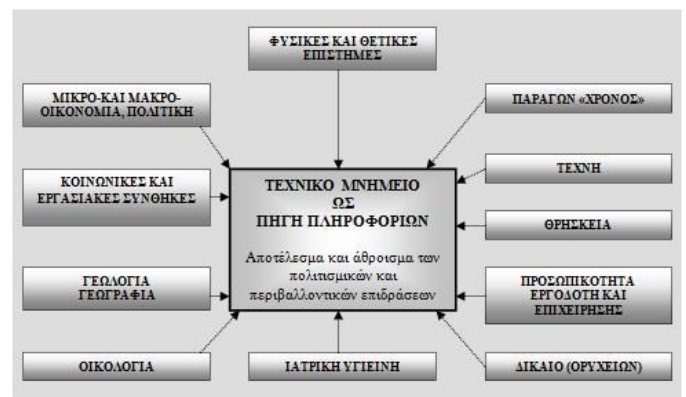 ΦΥΣΙΚΕΣ ΚΑΙ ΘΕΤΙΚΕΣ
ΕΠΙΣΤΗΜΕΣ
ΜΙΚΡΟ-ΚΑΙ ΜΑΚΡΟ-
ΟΙΚΟΝΟΜΙΑ, ΠΟΛΙΤΙΚΗ
ΠΑΡΑΓΩΝ «ΧΡΟΝΟΣ»
ΚΟΙΝΩΝΙΚΕΣ ΚΑΙ
ΕΡΓΑΣΙΑΚΕΣ ΣΥΝΘΗΚΕΣ
ΤΕΧΝΙΚΟ ΜΝΗΜΕΙΟ
ΩΣ
ΠΗΓΗ ΠΛΗΡΟΦΟΡΙΩΝ
Αποτέλεσμα και άθροισμα των
πολιτισμικών και
περιβαλλοντικών επιδράσεων
ΤΕΧΝΗ
ΘΡΗΣΚΕΙΑ
ΓΕΩΛΟΓΙΑ
ΓΕΩΓΡΑΦΙΑ
ΠΡΟΣΩΠΙΚΟΤΗΤΑ
ΕΡΓΟΔΟΤΗ ΚΑΙ
ΕΠΙΧΕΙΡΗΣΗΣ
ΟΙΚΟΛΟΓΙΑ
ΙΑΤΡΙΚΗ ΥΓΙΕΙΝΗ
ΔΙΚΑΙΟ (ΟΡΥΧΕΙΩΝ)